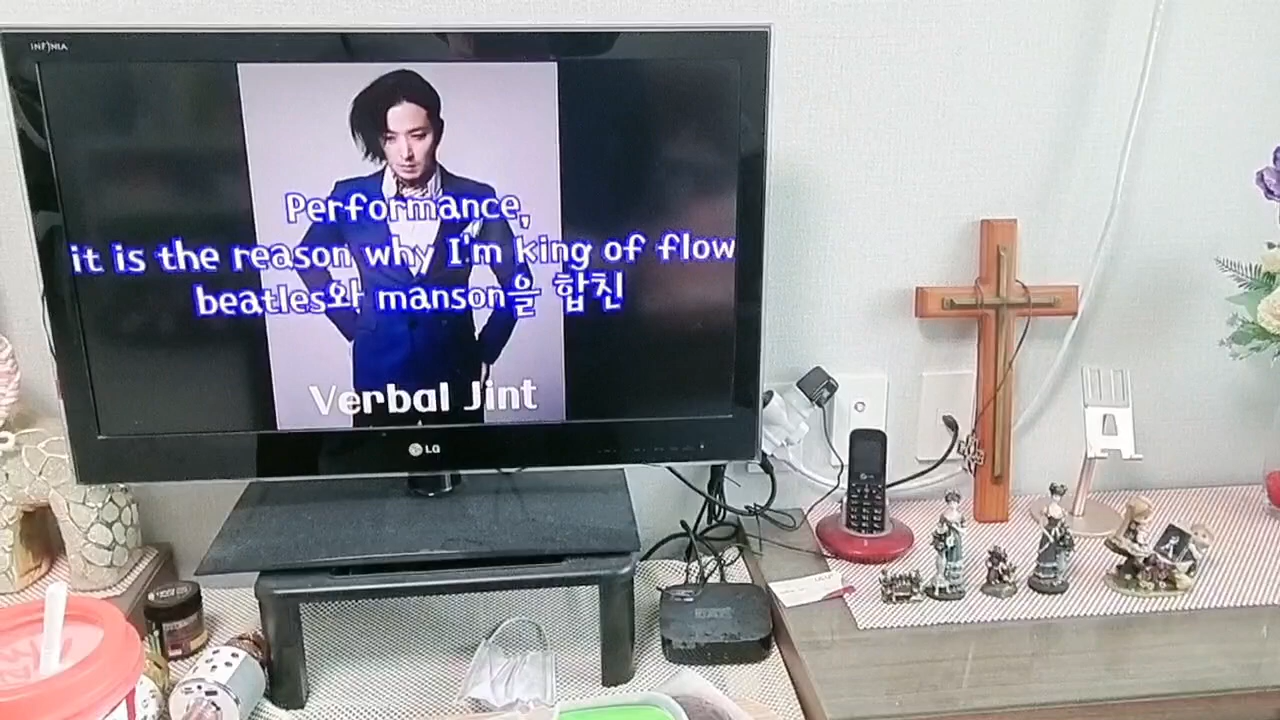 INFINIA
Performance,
it is the reason why I'm king of flow
beatles와 manson을 합친
Verbal Jint
LG